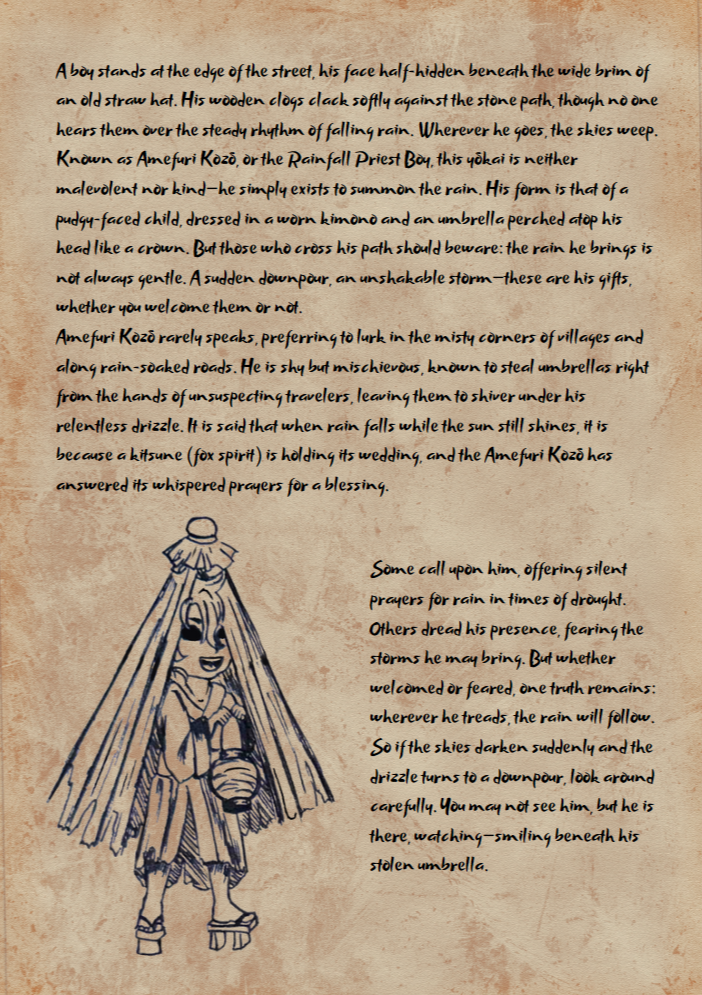 A boy stands at the edge of the street, his face half-hidden beneath the wide brim of
an old straw hat. His wooden clogs clack softly against the stone path, though no one
hears them over the steady rhythm of falling rain. Wherever he goes, the skies weep.
Known as Amefuri Kozō, or the Rainfall Priest Boy, this yōkai is neither
malevolent nor kind—he simply exists to summon the rain. His form is that of a
pudgy-faced child, dressed in a worn kimono and an umbrella perched atop his
head like a crown. But those who cross his path should beware: the rain he brings is
not always gentle. A sudden downpour, an unshakable storm—these are his gifts,
whether you welcome them or not.
Amefuri Kozō rarely speaks, preferring to lurk in the misty corners of villages and
along rain-soaked roads. He is shy but mischievous, known to steal umbrellas right
from the hands of unsuspecting travelers, leaving them to shiver under his
relentless drizzle. It is said that when rain falls while the sun still shines, it is
because a kitsune (fox spirit) is holding its wedding, and the Amefuri Kozō has
answered its whispered prayers for a blessing.
Some call upon him, offering silent
prayers for rain in times of drought.
Others dread his presence, fearing the
storms he may bring. But whether
welcomed or feared, one truth remains:
wherever he treads, the rain will follow.
So if the skies darken suddenly and the
drizzle turns to a downpour, look around
carefully. You may not see him, but he is
there, watching—smiling beneath his
stolen umbrella.